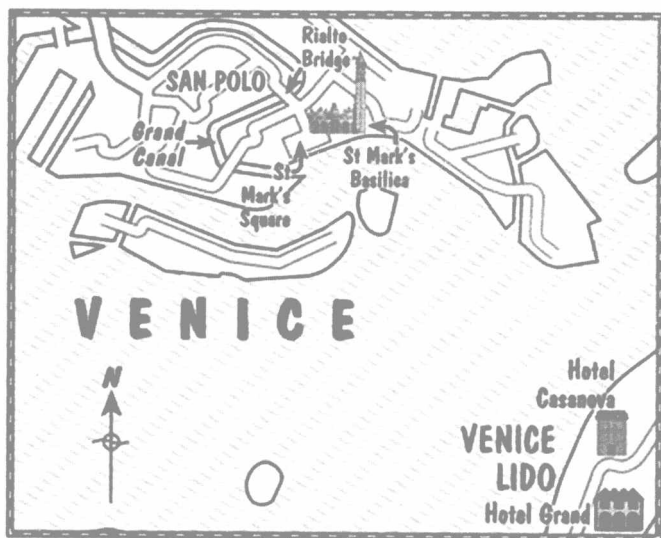 Rialto
Bridge
SAN POLO
Grand
Canal
St
Mark's
Square
St Mark's
Basilica
VENICE
N
Hotel
Casanova
VENICE
LIDO
Hotel Grand